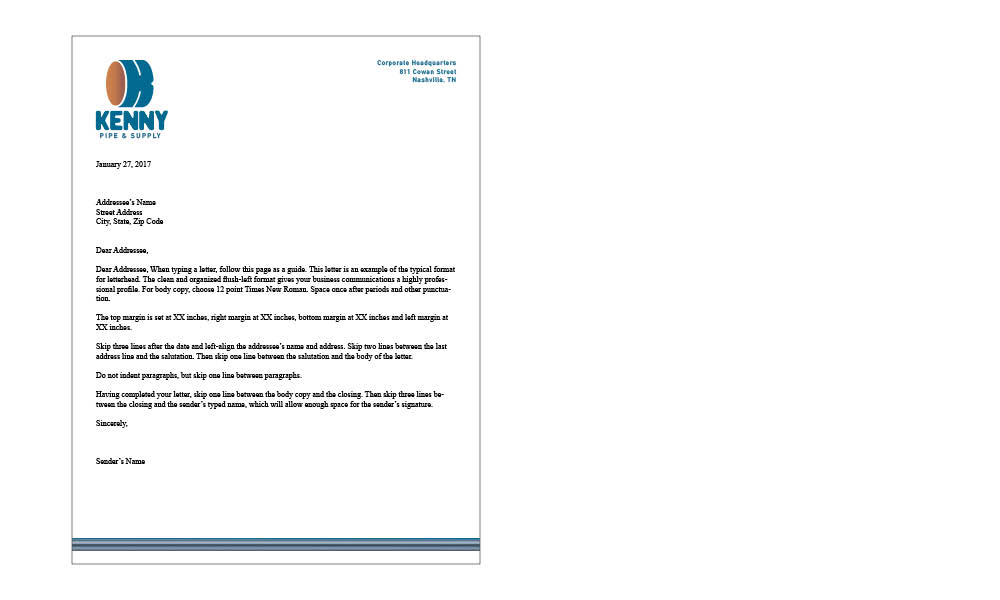 KENNY
PIPE & SUPPLY
Corporate Headquarters
811 Cowan Street
Nashville, TN
January 27, 2017
Addressee's Name
Street Address
City, State, Zip Code
Dear Addressee,
Dear Addressee, When typing a letter, follow this page as a guide. This letter is an example of the typical format
for letterhead. The clean and organized flush-left format gives your business communications a highly profes-
sional profile. For body copy, choose 12 point Times New Roman. Space once after periods and other punctua-
tion.
The top margin is set at XX inches, right margin at XX inches, bottom margin at XX inches and left margin at
XX inches.
Skip three lines after the date and left-align the addressee's name and address. Skip two lines between the last
address line and the salutation. Then skip one line between the salutation and the body of the letter.
Do not indent paragraphs, but skip one line between paragraphs.
Having completed your letter, skip one line between the body copy and the closing. Then skip three lines be-
tween the closing and the sender's typed name, which will allow enough space for the sender's signature.
Sincerely,
Sender's Name